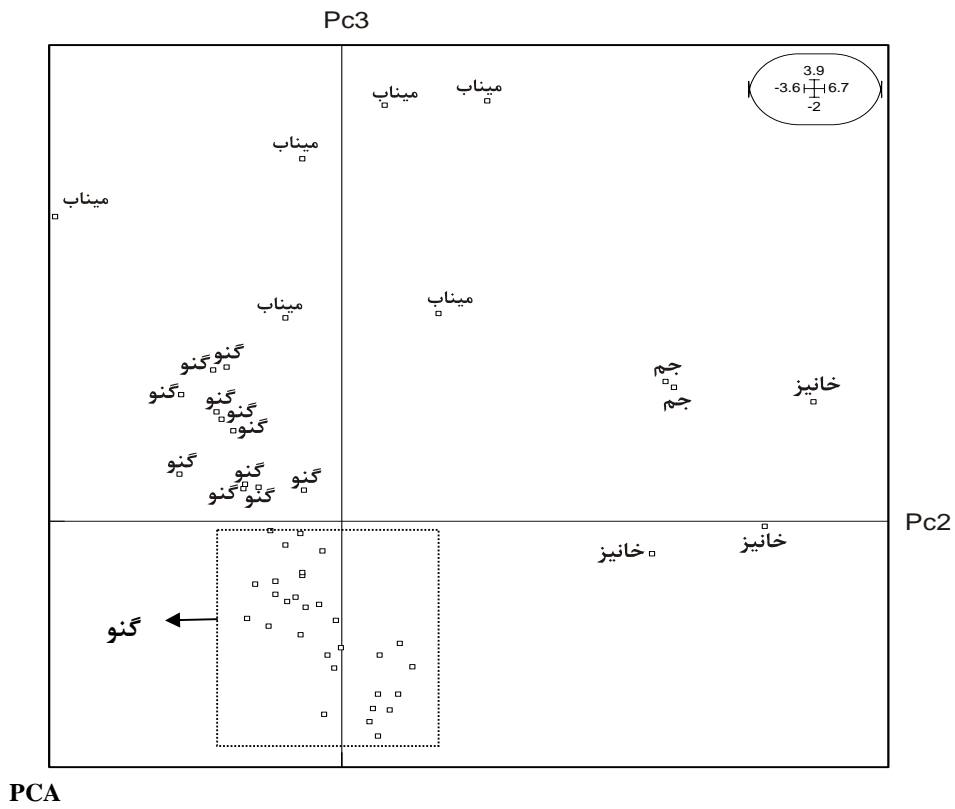 Pc3
3.9
-3.6 6.7
-2
میناب
میناب
میناب
میناب
میناب
میناب
گنو
گنو
گنو
گنو
گنو
گنو
جم
جم
خانیز
گنو
گنو
گنو
گنو
گنو
Pc2
خانیز
خانیز
گنو
PCA